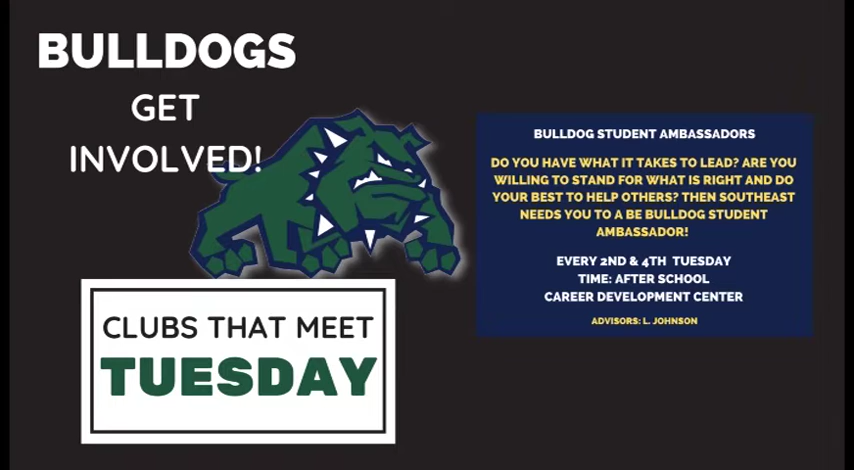 BULLDOGS
GET
INVOLVED!
CLUBS THAT MEET
TUESDAY
BULLDOG STUDENT AMBASSADORS
DO YOU HAVE WHAT IT TAKES TO LEAD? ARE YOU
WILLING TO STAND FOR WHAT IS RIGHT AND DO
YOUR BEST TO HELP OTHERS? THEN SOUTHEAST
NEEDS YOU TO A BE BULLDOG STUDENT
AMBASSADOR!
EVERY 2ND & 4TH TUESDAY
TIME: AFTER SCHOOL
CAREER DEVELOPMENT CENTER
ADVISORS: L. JOHNSON